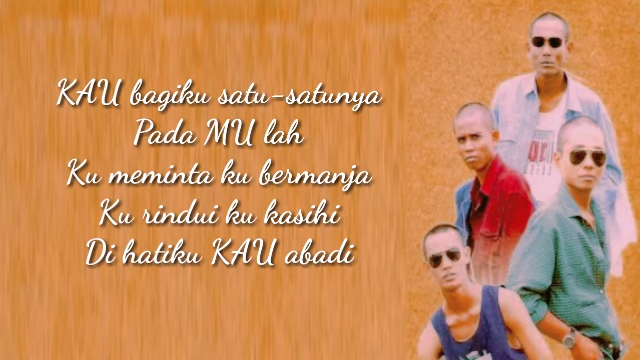 KAU bagiku satu-satunya
Pada MU lah
Ku meminta ku bermanja
Ku rindui ku kasihi
Di hatiku KAU abadi